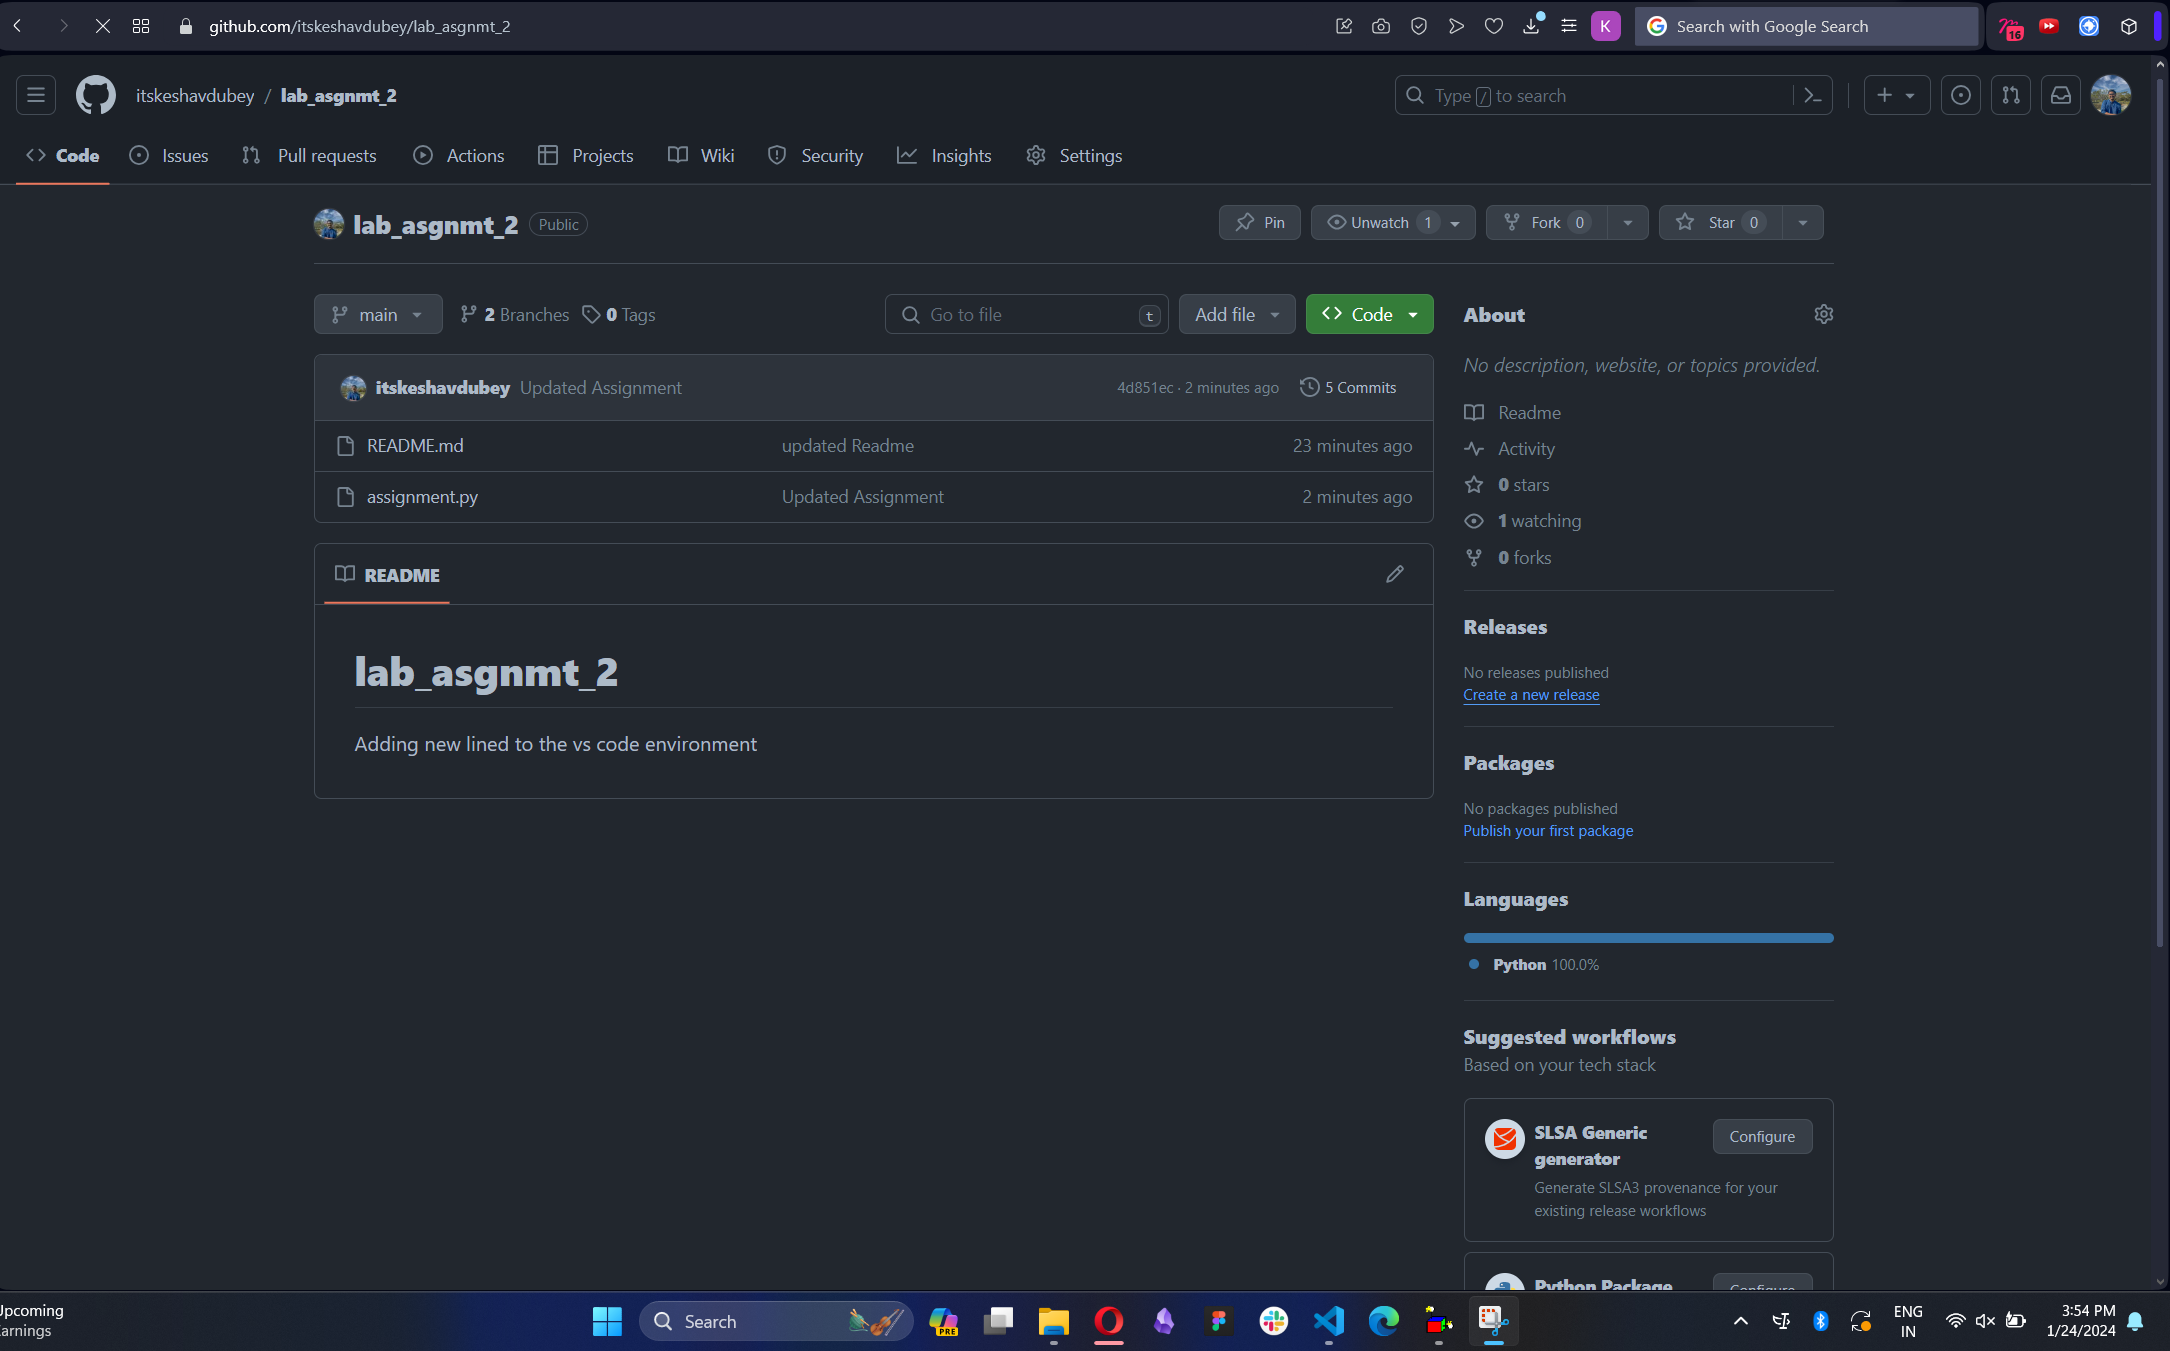 github.com/itskeshavdubey/lab_asgnmt_2
K
Search with Google Search
16
itskeshavdubey / lab_asgnmt_2
Type / to search
Code
Issues
Pull requests
Actions
Projects
Wiki
Security
Insights
Settings
lab_asgnmt_2
Public
Pin
Unwatch 1
Fork 0
Star 0
main
2 Branches
0 Tags
Go to file
t
Add file
Code
itskeshavdubey Updated Assignment
4d851ec · 2 minutes ago
5 Commits
README.md
updated Readme
23 minutes ago
assignment.py
Updated Assignment
2 minutes ago
README
lab_asgnmt_2
Adding new lined to the vs code environment
About
No description, website, or topics provided.
Readme
Activity
0 stars
1 watching
0 forks
Releases
No releases published
Create a new release
Packages
No packages published
Publish your first package
Languages
Python 100.0%
Suggested workflows
Based on your tech stack
SLSA Generic
generator
Configure
Generate SLSA3 provenance for your
existing release workflows
Python Package
Configure
Upcoming
Earnings
Search
PRE
ENG
IN
3:54 PM
1/24/2024